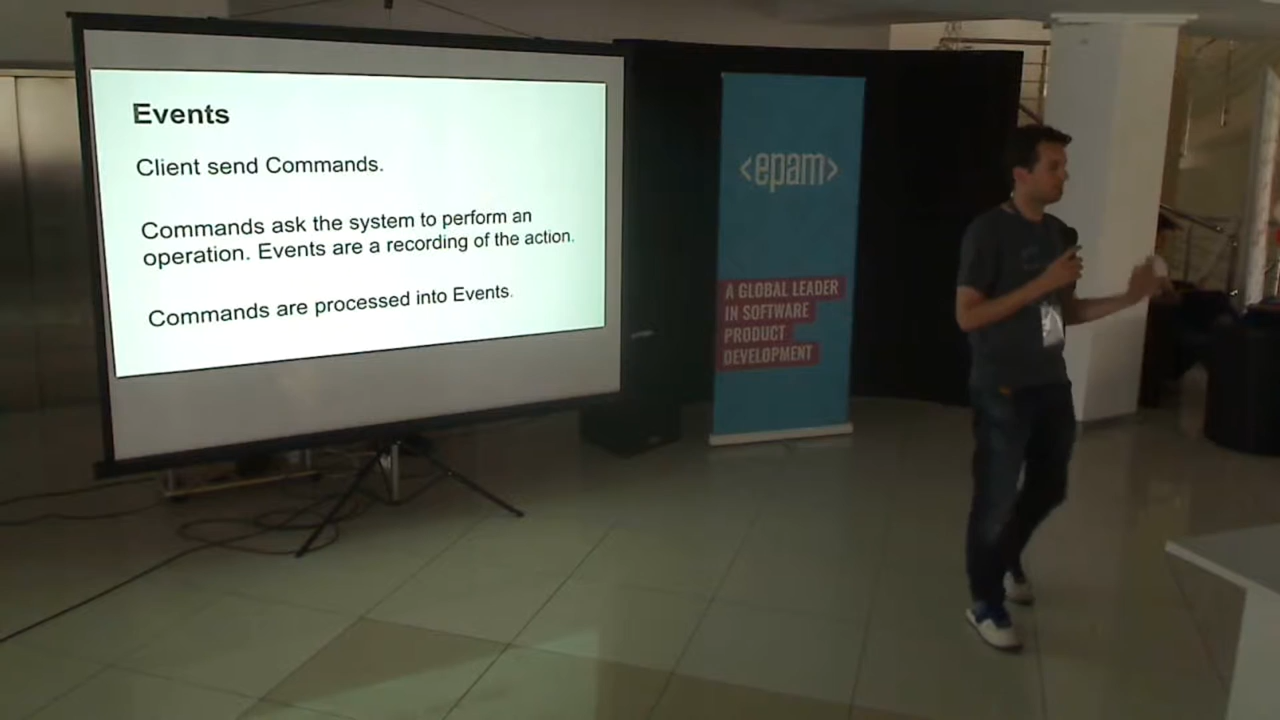 Events
Client send Commands.
Commands ask the system to perform an
operation. Events are a recording of the action.
Commands are processed into Events.
<epam>
A GLOBAL LEADER
IN SOFTWARE
PRODUCT
DEVELOPMENT